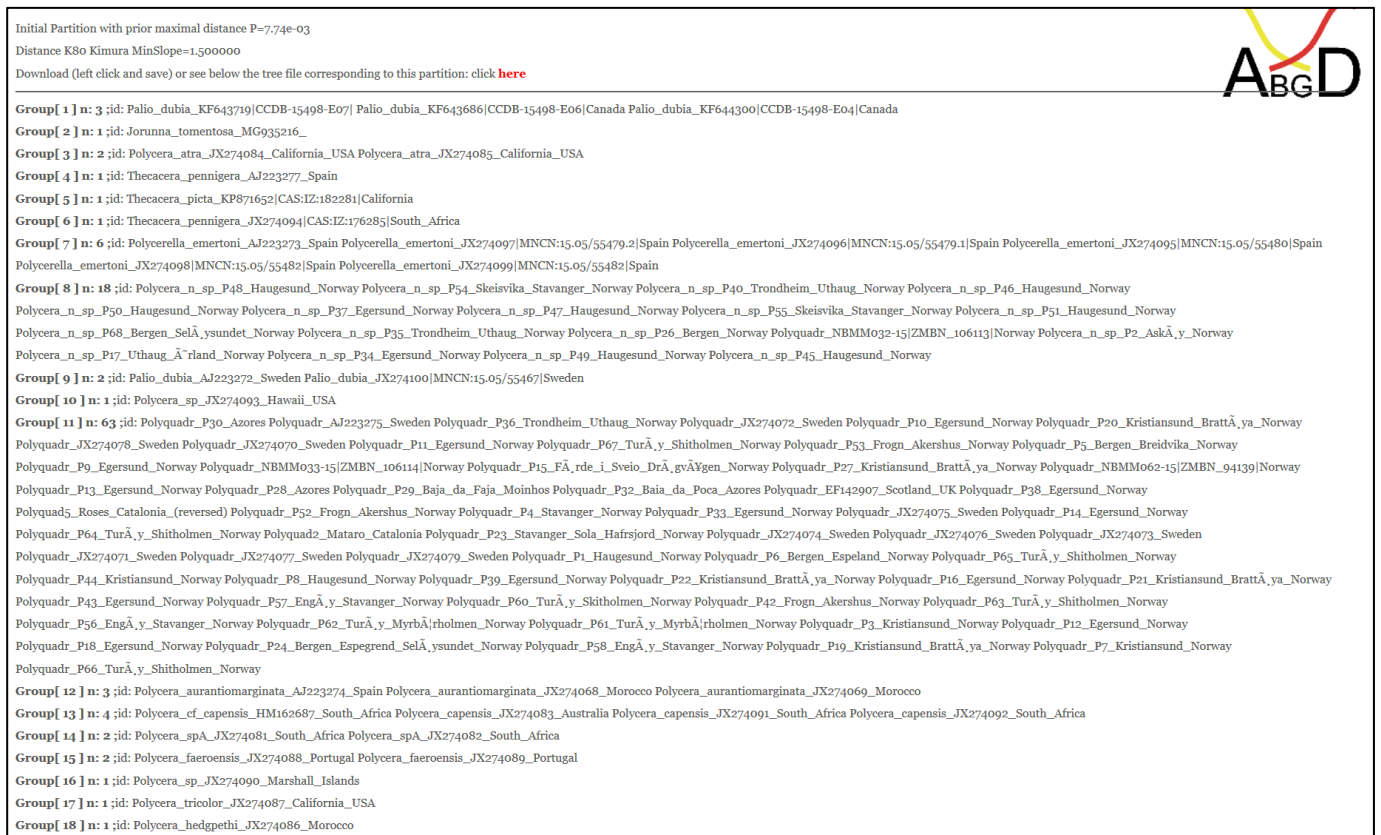 Initial Partition with prior maximal distance P=7.74e-03
Distance K80 Kimura MinSlope=1.500000
Download (left click and save) or see below the tree file corresponding to this partition: click here
ABGD
Group[ 1 ] n: 3 ;id: Palio_dubia_KF643719|CCDB-15498-E07| Palio_dubia_KF643686|CCDB-15498-E06|Canada Palio_dubia_KF644300|CCDB-15498-E04|Canada
Group[ 2 ] n: 1 ;id: Jorunna_tomentosa_MG935216_
Group[ 3 ] n: 2 ;id: Polycera_atra_JX274084_California_USA Polycera_atra_JX274085_California_USA
Group[ 4 ] n: 1 ;id: Thecacera_pennigera_AJ223277_Spain
Group[ 5 ] n: 1 ;id: Thecacera_picta_KP871652|CAS:IZ:182281|California
Group[ 6 ] n: 1 ;id: Thecacera_pennigera_JX274094|CAS:IZ:176285|South_Africa
Group[ 7 ] n: 6 ;id: Polycerella_emertoni_AJ223273_Spain Polycerella_emertoni_JX274097|MNCN:15.05/55479.2|Spain Polycerella_emertoni_JX274096|MNCN:15.05/55479.1|Spain Polycerella_emertoni_JX274095|MNCN:15.05/55480|Spain
Polycerella_emertoni_JX274098|MNCN:15.05/55482|Spain Polycerella_emertoni_JX274099|MNCN:15.05/55482|Spain
Group[ 8 ] n: 18 ;id: Polycera_n_sp_P48_Haugesund_Norway Polycera_n_sp_P54_Skeisvika_Stavanger_Norway Polycera_n_sp_P40_Trondheim_Uthaug_Norway Polycera_n_sp_P46_Haugesund_Norway
Polycera_n_sp_P50_Haugesund_Norway Polycera_n_sp_P37_Egersund_Norway Polycera_n_sp_P47_Haugesund_Norway Polycera_n_sp_P55_Skeisvika_Stavanger_Norway Polycera_n_sp_P51_Haugesund_Norway
Polycera_n_sp_P68_Bergen_SelÃ¸ysundet_Norway Polycera_n_sp_P35_Trondheim_Uthaug_Norway Polycera_n_sp_P26_Bergen_Norway Polyquadr_NBMM032-15|ZMBN_106113|Norway Polycera_n_sp_P2_AskÃ¸y_Norway
Polycera_n_sp_P17_Uthaug_Ã˜rland_Norway Polycera_n_sp_P34_Egersund_Norway Polycera_n_sp_P49_Haugesund_Norway Polycera_n_sp_P45_Haugesund_Norway
Group[ 9 ] n: 2 ;id: Palio_dubia_AJ223272_Sweden Palio_dubia_JX274100|MNCN:15.05/55467|Sweden
Group[ 10 ] n: 1 ;id: Polycera_sp_JX274093_Hawaii_USA
Group[ 11 ] n: 63 ;id: Polyquadr_P30_Azores Polyquadr_AJ223275_Sweden Polyquadr_P36_Trondheim_Uthaug_Norway Polyquadr_JX274072_Sweden Polyquadr_P10_Egersund_Norway Polyquadr_P20_Kristiansund_BrattÃ¸ya_Norway
Polyquadr_JX274078_Sweden Polyquadr_JX274070_Sweden Polyquadr_P11_Egersund_Norway Polyquadr_P67_TurÃ¸y_Shitholmen_Norway Polyquadr_P53_Frogn_Akershus_Norway Polyquadr_P5_Bergen_Breidvika_Norway
Polyquadr_P9_Egersund_Norway Polyquadr_NBMM033-15|ZMBN_106114|Norway Polyquadr_P15_FÃ¸rde_i_Sveio_DrÃ¸gvÃ¥gen_Norway Polyquadr_P27_Kristiansund_BrattÃ¸ya_Norway Polyquadr_NBMM062-15|ZMBN_94139|Norway
Polyquadr_P13_Egersund_Norway Polyquadr_P28_Azores Polyquadr_P29_Baja_da_Faja_Moinhos Polyquadr_P32_Baia_da_Poca_Azores Polyquadr_EF142907_Scotland_UK Polyquadr_P38_Egersund_Norway
Polyquad5_Roses_Catalonia_(reversed) Polyquadr_P52_Frogn_Akershus_Norway Polyquadr_P4_Stavanger_Norway Polyquadr_P33_Egersund_Norway Polyquadr_JX274075_Sweden Polyquadr_P14_Egersund_Norway
Polyquadr_P64_TurÃ¸y_Shitholmen_Norway Polyquad2_Mataro_Catalonia Polyquadr_P23_Stavanger_Sola_Hafrsjord_Norway Polyquadr_JX274074_Sweden Polyquadr_JX274076_Sweden Polyquadr_JX274073_Sweden
Polyquadr_JX274071_Sweden Polyquadr_JX274077_Sweden Polyquadr_JX274079_Sweden Polyquadr_P1_Haugesund_Norway Polyquadr_P6_Bergen_Espeland_Norway Polyquadr_P65_TurÃ¸y_Shitholmen_Norway
Polyquadr_P44_Kristiansund_Norway Polyquadr_P8_Haugesund_Norway Polyquadr_P39_Egersund_Norway Polyquadr_P22_Kristiansund_BrattÃ¸ya_Norway Polyquadr_P16_Egersund_Norway Polyquadr_P21_Kristiansund_BrattÃ¸ya_Norway
Polyquadr_P43_Egersund_Norway Polyquadr_P57_EngÃ¸y_Stavanger_Norway Polyquadr_P60_TurÃ¸y_Skitholmen_Norway Polyquadr_P42_Frogn_Akershus_Norway Polyquadr_P63_TurÃ¸y_Shitholmen_Norway
Polyquadr_P56_EngÃ¸y_Stavanger_Norway Polyquadr_P62_TurÃ¸y_MyrbÃ¦rholmen_Norway Polyquadr_P61_TurÃ¸y_MyrbÃ¦rholmen_Norway Polyquadr_P3_Kristiansund_Norway Polyquadr_P12_Egersund_Norway
Polyquadr_P18_Egersund_Norway Polyquadr_P24_Bergen_Espegrend_SelÃ¸ysundet_Norway Polyquadr_P58_EngÃ¸y_Stavanger_Norway Polyquadr_P19_Kristiansund_BrattÃ¸ya_Norway Polyquadr_P7_Kristiansund_Norway
Polyquadr_P66_TurÃ¸y_Shitholmen_Norway
Group[ 12 ] n: 3 ;id: Polycera_aurantiomarginata_AJ223274_Spain Polycera_aurantiomarginata_JX274068_Morocco Polycera_aurantiomarginata_JX274069_Morocco
Group[ 13 ] n: 4 ;id: Polycera_cf_capensis_HM162687_South_Africa Polycera_capensis_JX274083_Australia Polycera_capensis_JX274091_South_Africa Polycera_capensis_JX274092_South_Africa
Group[ 14 ] n: 2 ;id: Polycera_spA_JX274081_South_Africa Polycera_spA_JX274082_South_Africa
Group[ 15 ] n: 2 ;id: Polycera_faeroensis_JX274088_Portugal Polycera_faeroensis_JX274089_Portugal
Group[ 16 ] n: 1 ;id: Polycera_sp_JX274090_Marshall_Islands
Group[ 17 ] n: 1 ;id: Polycera_tricolor_JX274087_California_USA
Group[ 18 ] n: 1 ;id: Polycera_hedgpethi_JX274086_Morocco